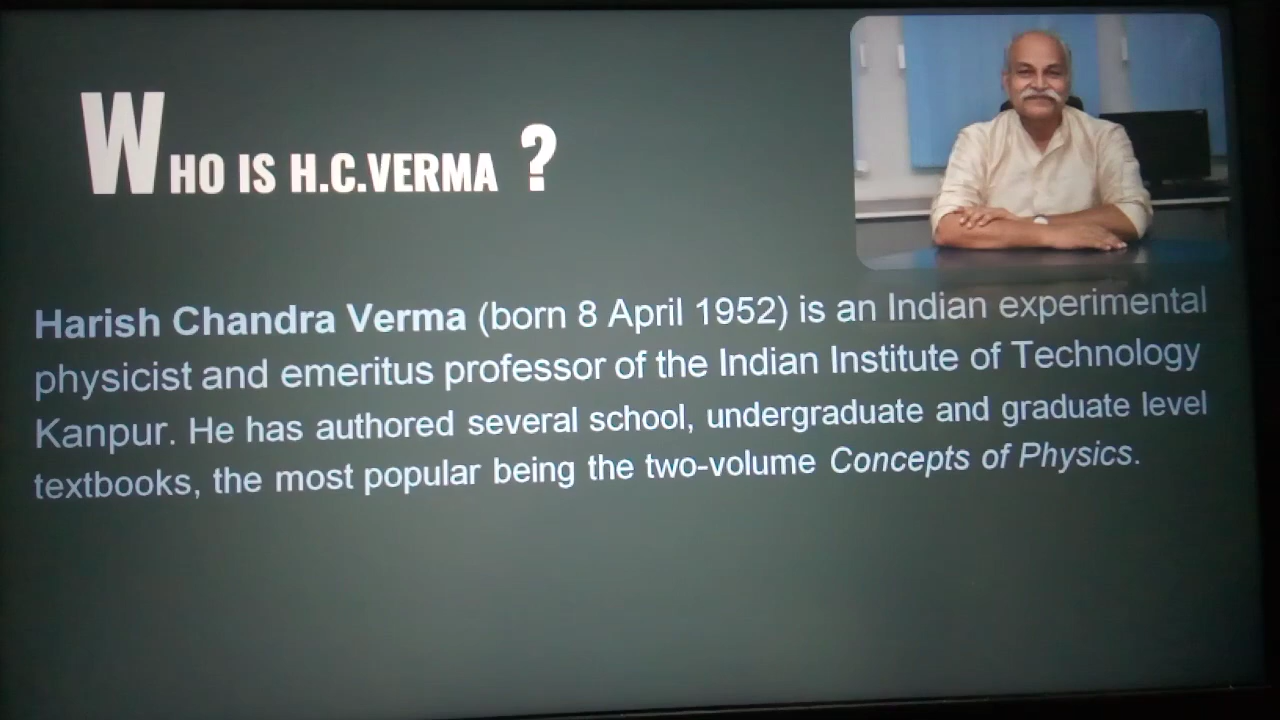 WHO IS H.C.VERMA ?
Harish Chandra Verma (born 8 April 1952) is an Indian experimental
physicist and emeritus professor of the Indian Institute of Technology
Kanpur. He has authored several school, undergraduate and graduate level
textbooks, the most popular being the two-volume Concepts of Physics.